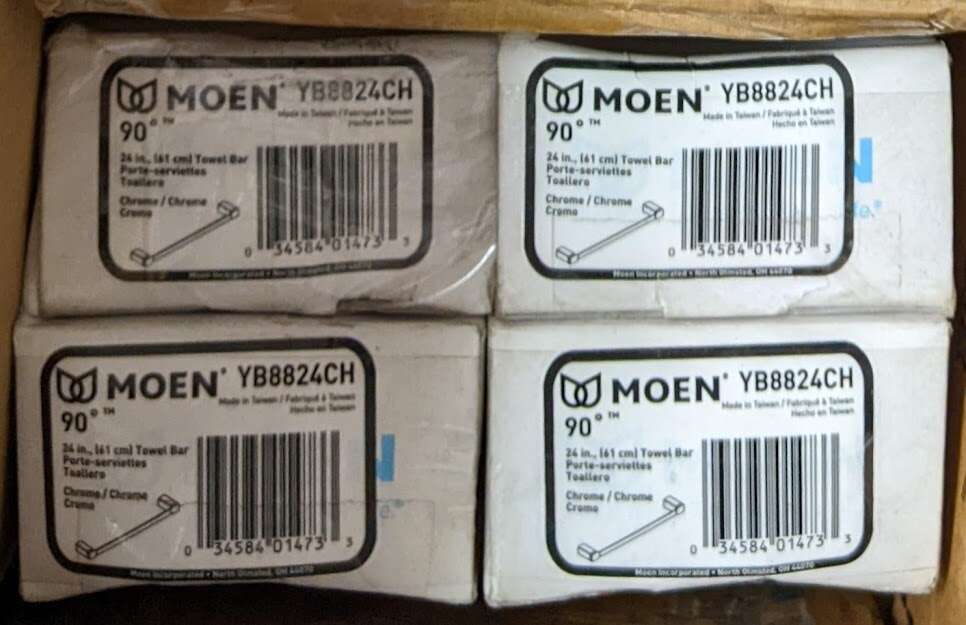 MOEN® YB8824CH
Made in Taiwan / Fabriqué à Taiwan
Hecho en Taiwan
90°™
24 in., (61 cm) Towel Bar
Porte-serviettes
Toallero
Chrome / Chrome
Cromo
0 34584 01473 3
Moen Incorporated • North Olmsted, OH 44070
MOEN® YB8824CH
Made in Taiwan / Fabriqué à Taiwan
Hecho en Taiwan
90°™
24 in., (61 cm) Towel Bar
Porte-serviettes
Toallero
Chrome / Chrome
Cromo
0 34584 01473 3
Moen Incorporated • North Olmsted, OH 44070
N
fe.®
MOEN® YB8824CH
Made in Taiwan / Fabriqué à Taiwan
Hecho en Taiwan
90°™
24 in., (61 cm) Towel Bar
Porte-serviettes
Toallero
Chrome / Chrome
Cromo
0 34584 01473 3
Moen Incorporated • North Olmsted, OH 44070
e.®
MOEN® YB8824CH
Made in Taiwan / Fabriqué à Taiwan
Hecho en Taiwan
90°™
24 in., (61 cm) Towel Bar
Porte-serviettes
Toallero
Chrome / Chrome
Cromo
0 34584 01473 3
Moen Incorporated • North Olmsted, OH 44070